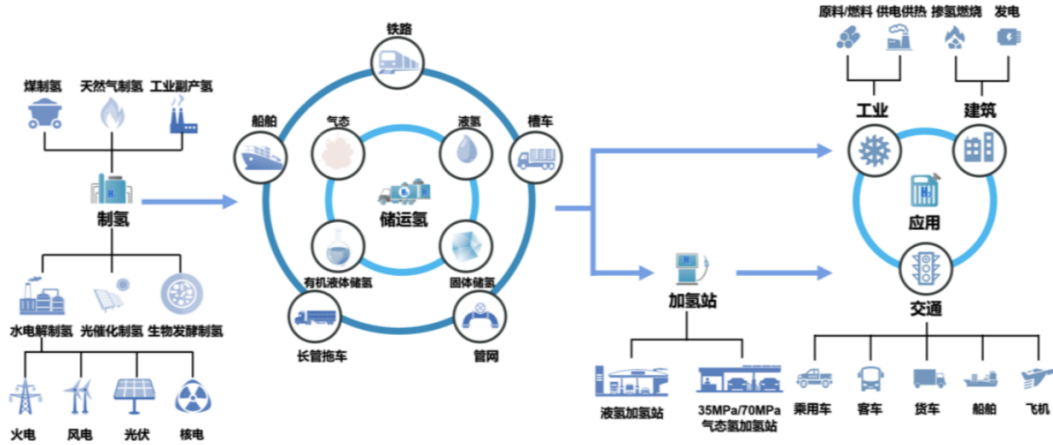 煤制氢
天然气制氢
工业副产氢
制氢
水电解制氢
光催化制氢
生物发酵制氢
火电
风电
光伏
核电
铁路
船舶
气态
液氢
槽车
H₂
储运氢
有机液体储氢
固体储氢
长管拖车
管网
加氢站
液氢加氢站
35MPa/70MPa
气态氢加氢站
原料/燃料
供电供热
掺氢燃烧
发电
工业
建筑
H₂
应用
交通
乘用车
客车
货车
船舶
飞机